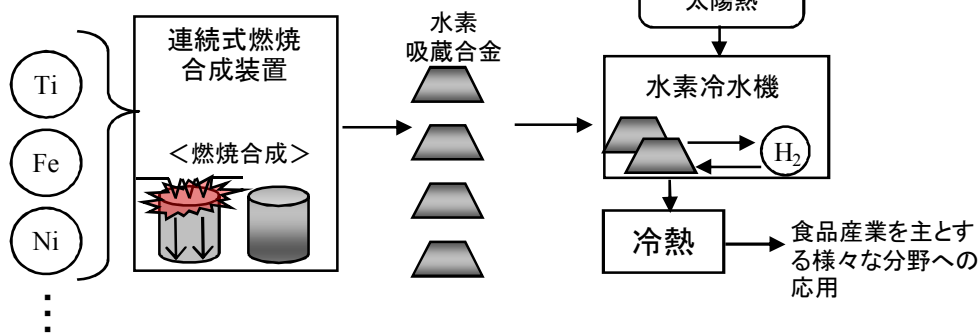 太陽熱
水素
吸蔵合金
連続式燃焼
合成装置
水素冷水機
Ti
<燃焼合成>
H₂
Fe
Ni
冷熱
食品産業を主とす
る様々な分野への
応用